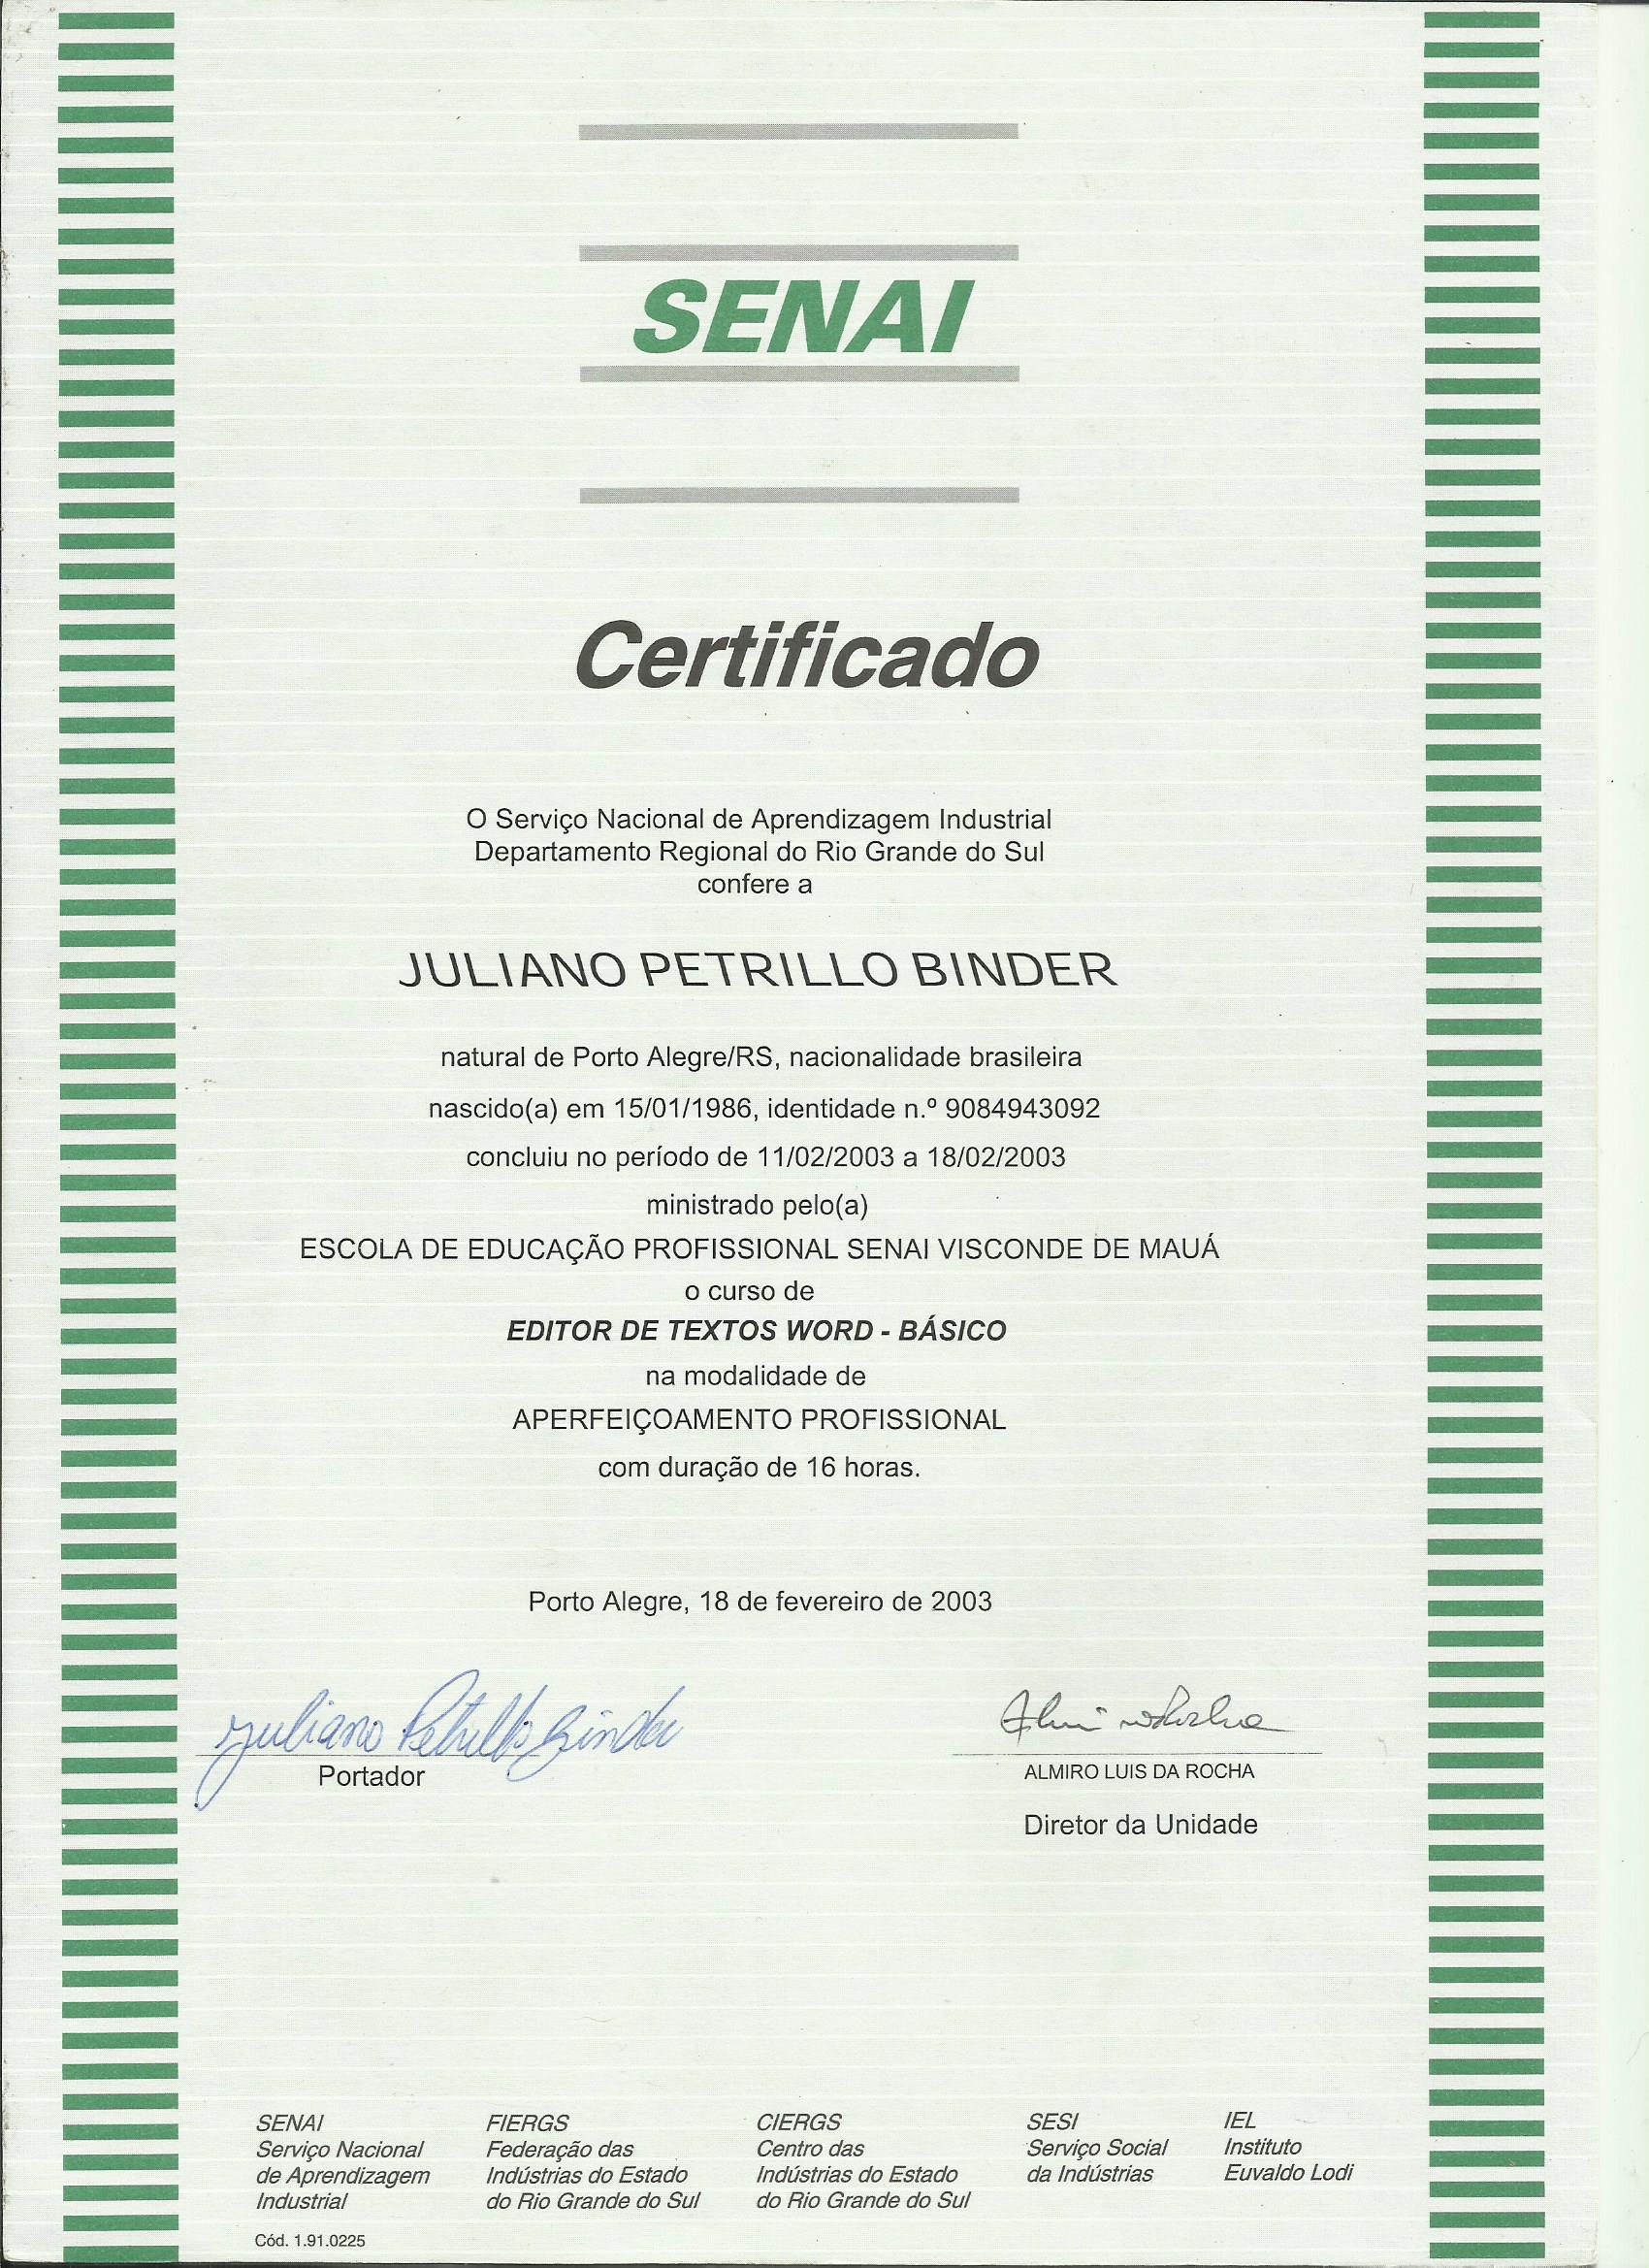 SENAI
Certificado
O Serviço Nacional de Aprendizagem Industrial
Departamento Regional do Rio Grande do Sul
confere a
JULIANO PETRILLO BINDER
natural de Porto Alegre/RS, nacionalidade brasileira
nascido(a) em 15/01/1986, identidade n.º 9084943092
concluiu no período de 11/02/2003 a 18/02/2003
ministrado pelo(a)
ESCOLA DE EDUCAÇÃO PROFISSIONAL SENAI VISCONDE DE MAUÁ
o curso de
EDITOR DE TEXTOS WORD - BÁSICO
na modalidade de
APERFEIÇOAMENTO PROFISSIONAL
com duração de 16 horas.
Porto Alegre, 18 de fevereiro de 2003
Juliano Petrillo Binder
Portador
ALMIRO LUIS DA ROCHA
Diretor da Unidade
SENAI
Serviço Nacional
de Aprendizagem
Industrial
FIERGS
Federação das
Indústrias do Estado
do Rio Grande do Sul
CIERGS
Centro das
Indústrias do Estado
do Rio Grande do Sul
SESI
Serviço Social
da Indústrias
IEL
Instituto
Euvaldo Lodi
Cód. 1.91.0225